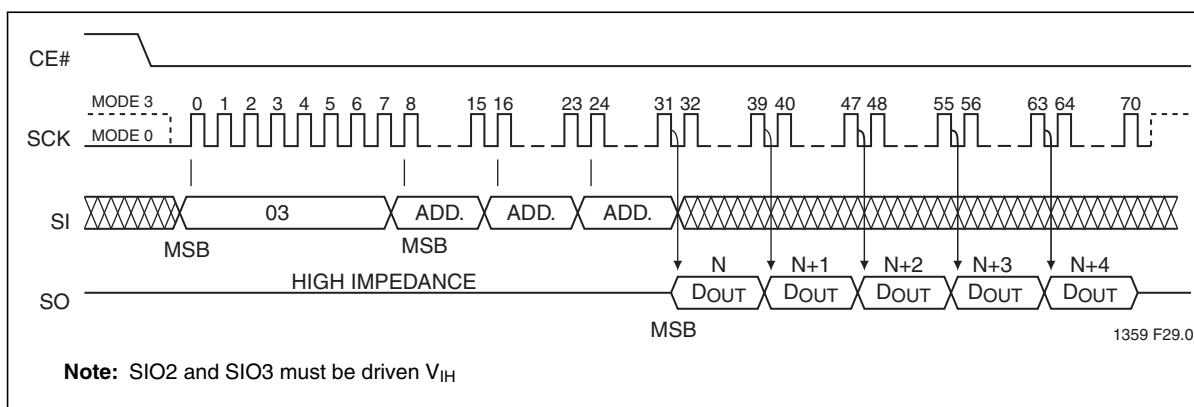 CE#
MODE 3 0 1 2 3 4 5 6 7 8 15 16 23 24 31 32 39 40 47 48 55 56 63 64 70
SCK MODE 0
SI 03 ADD. ADD. ADD.
MSB MSB
N N+1 N+2 N+3 N+4
SO HIGH IMPEDANCE DOUT DOUT DOUT DOUT DOUT
MSB
1359 F29.0
Note: SIO2 and SIO3 must be driven VIH